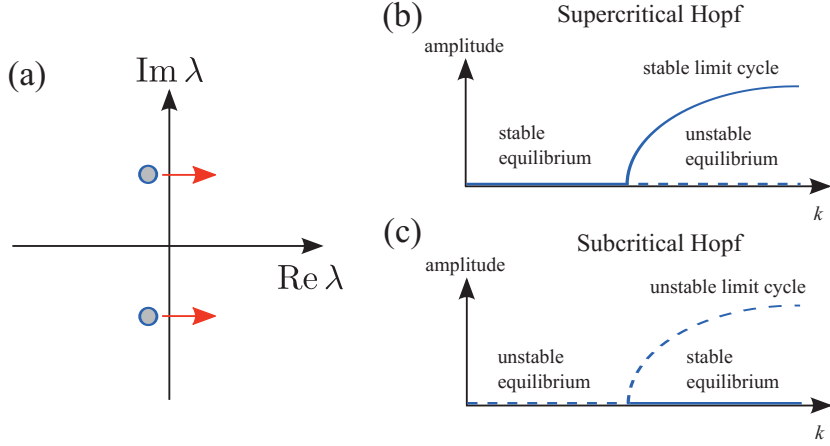 (a)
Im λ
Re λ
(b)
Supercritical Hopf
amplitude
stable limit cycle
stable
equilibrium
unstable
equilibrium
k
(c)
Subcritical Hopf
amplitude
unstable limit cycle
unstable
equilibrium
stable
equilibrium
k